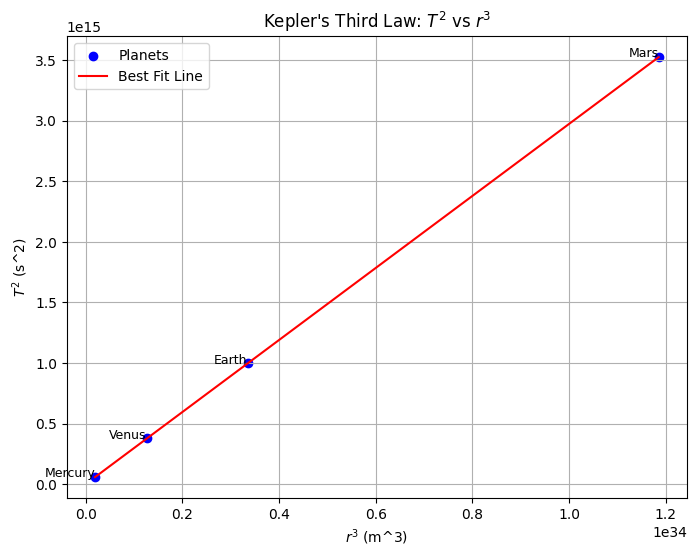 Kepler's Third Law: $T^2$ vs $r^3$
1e15
Planets
Best Fit Line
Mars
3.5
3.0
2.5
2.0
1.5
Earth
1.0
0.5
Venus
Mercury
0.0
T² (s^2)
0.0 0.2 0.4 0.6 0.8 1.0 1.2
1e34
r³ (m^3)